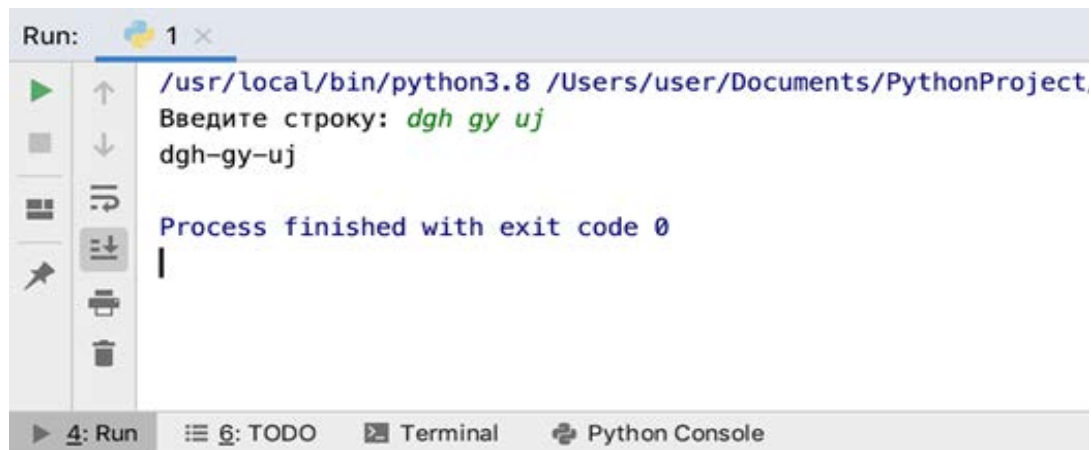 Run: 1
/usr/local/bin/python3.8 /Users/user/Documents/PythonProject/
Введите строку: dgh gy uj
dgh-gy-uj
Process finished with exit code 0
4: Run 6: TODO Terminal Python Console